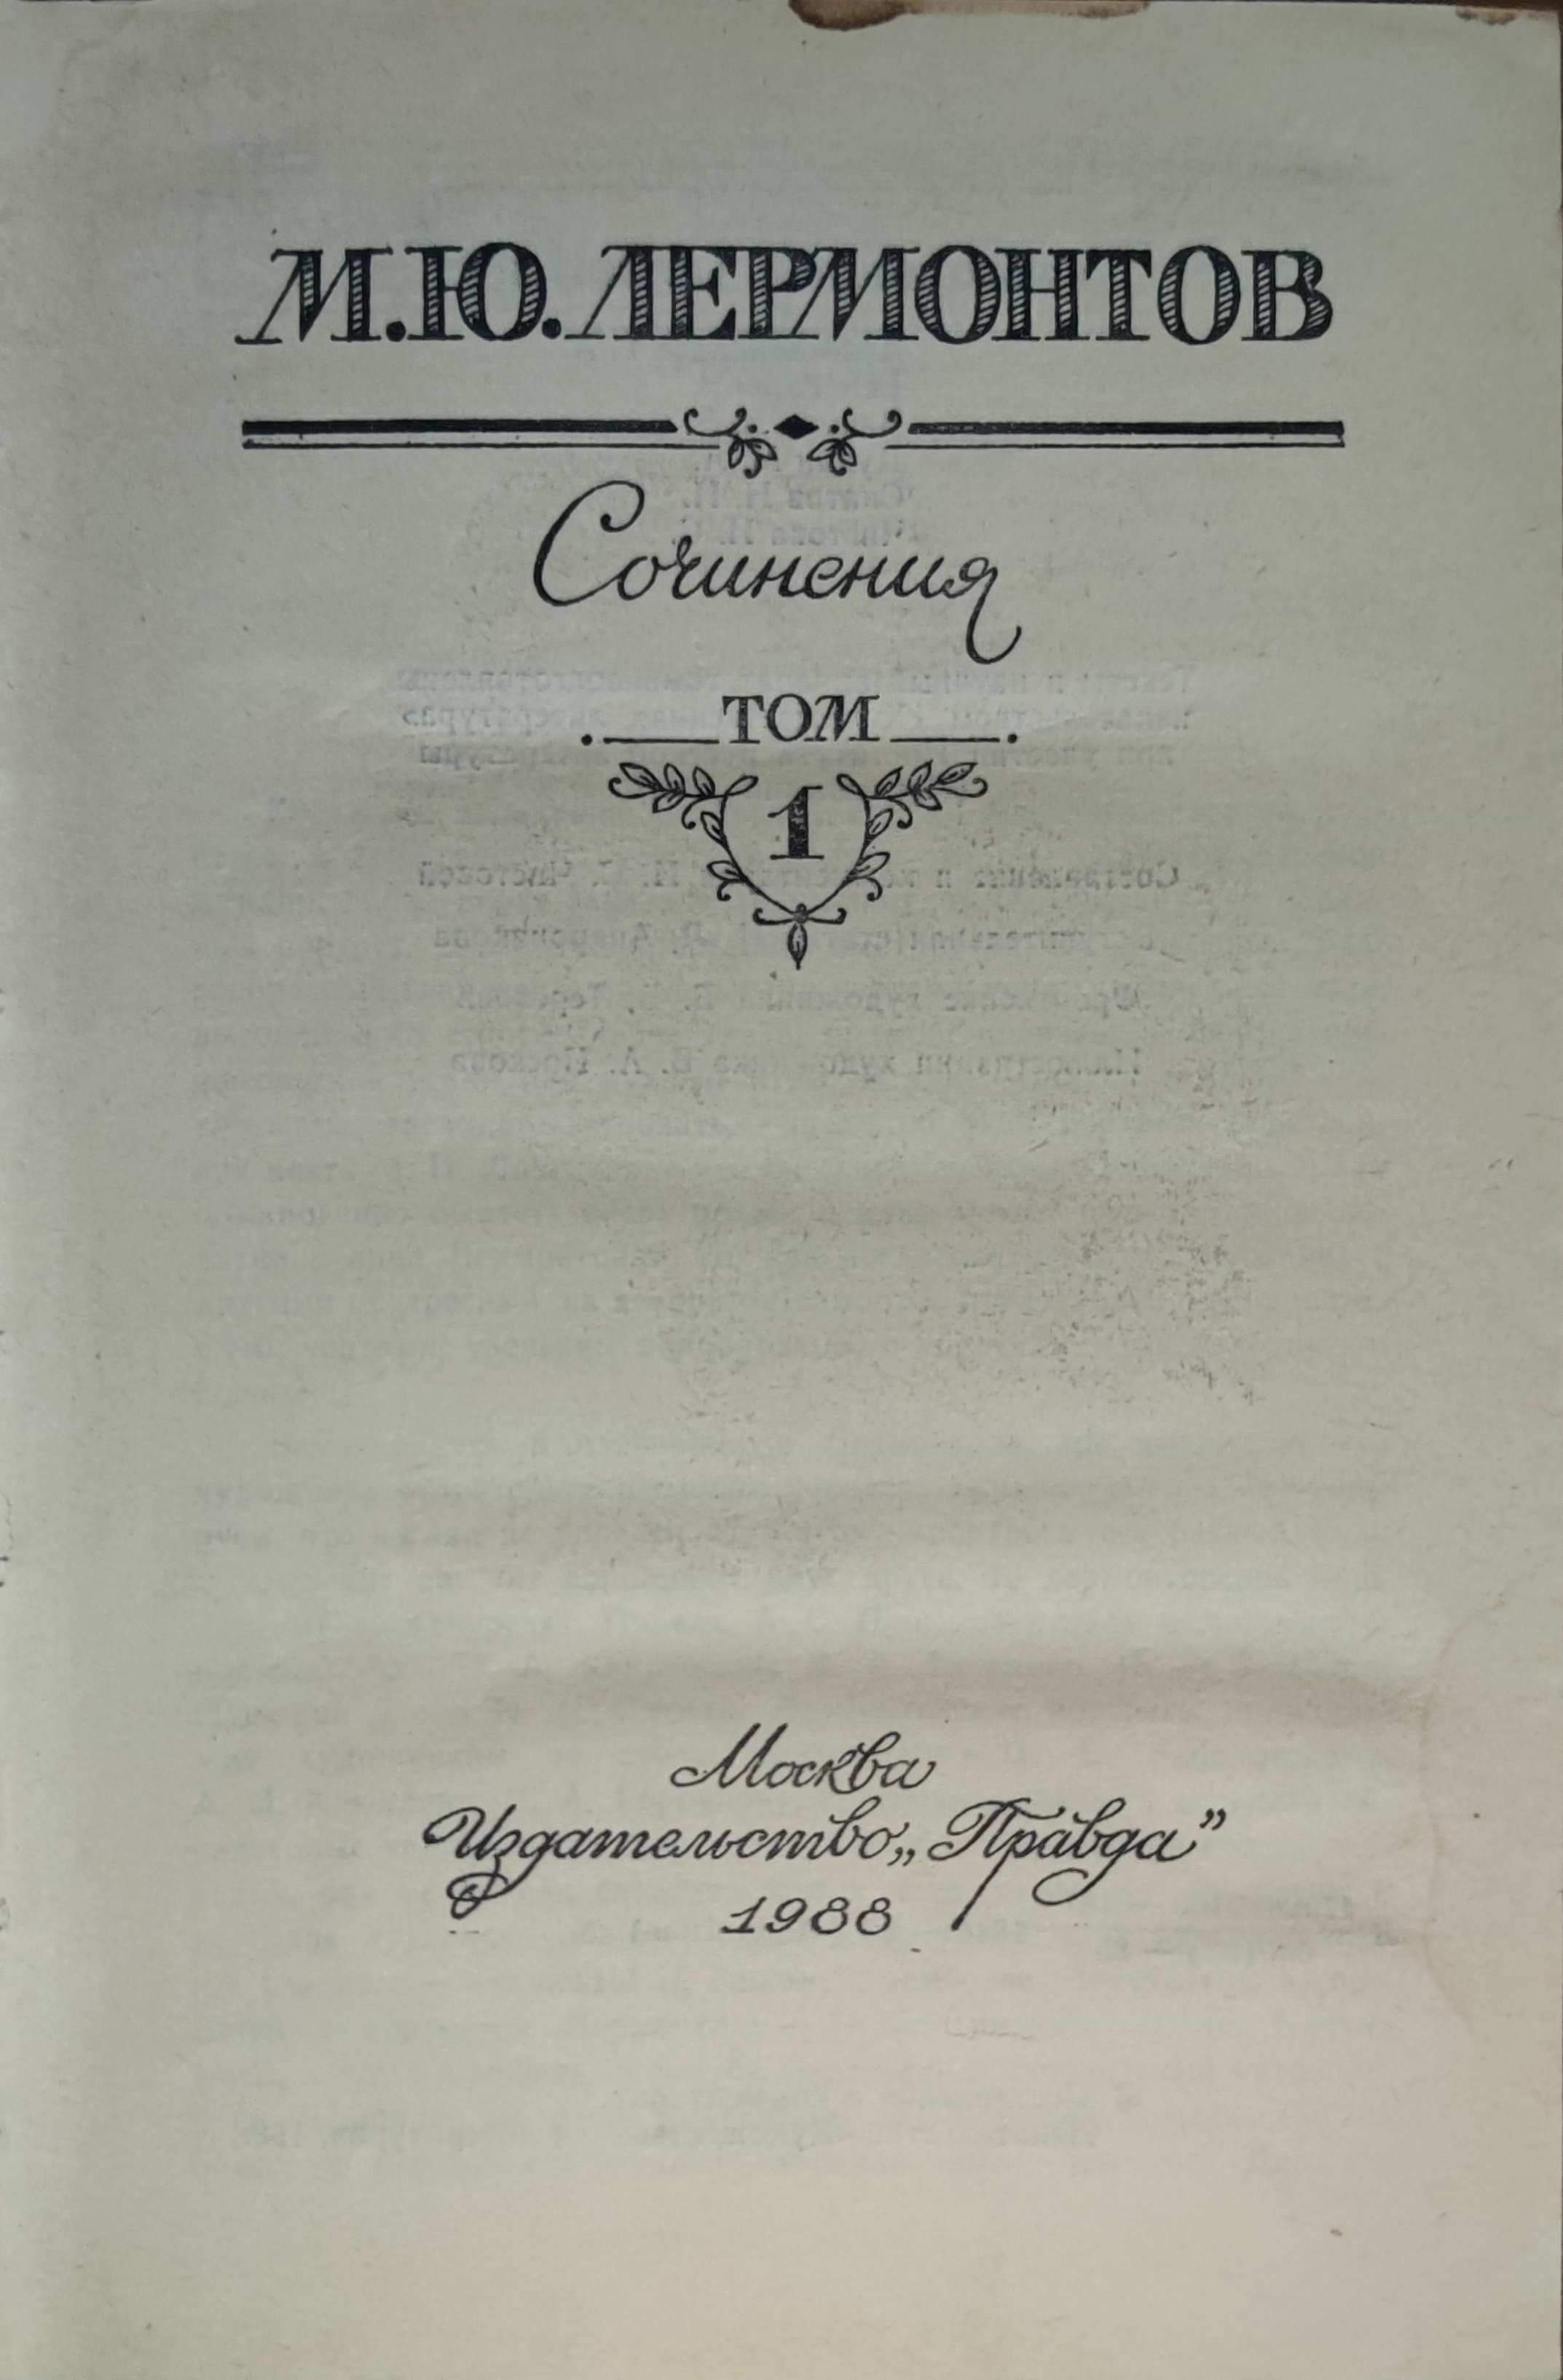 М.Ю.ЛЕРМОНТОВ
Сочинения
ТОМ
1
Москва
Издательство „Правда”
1988